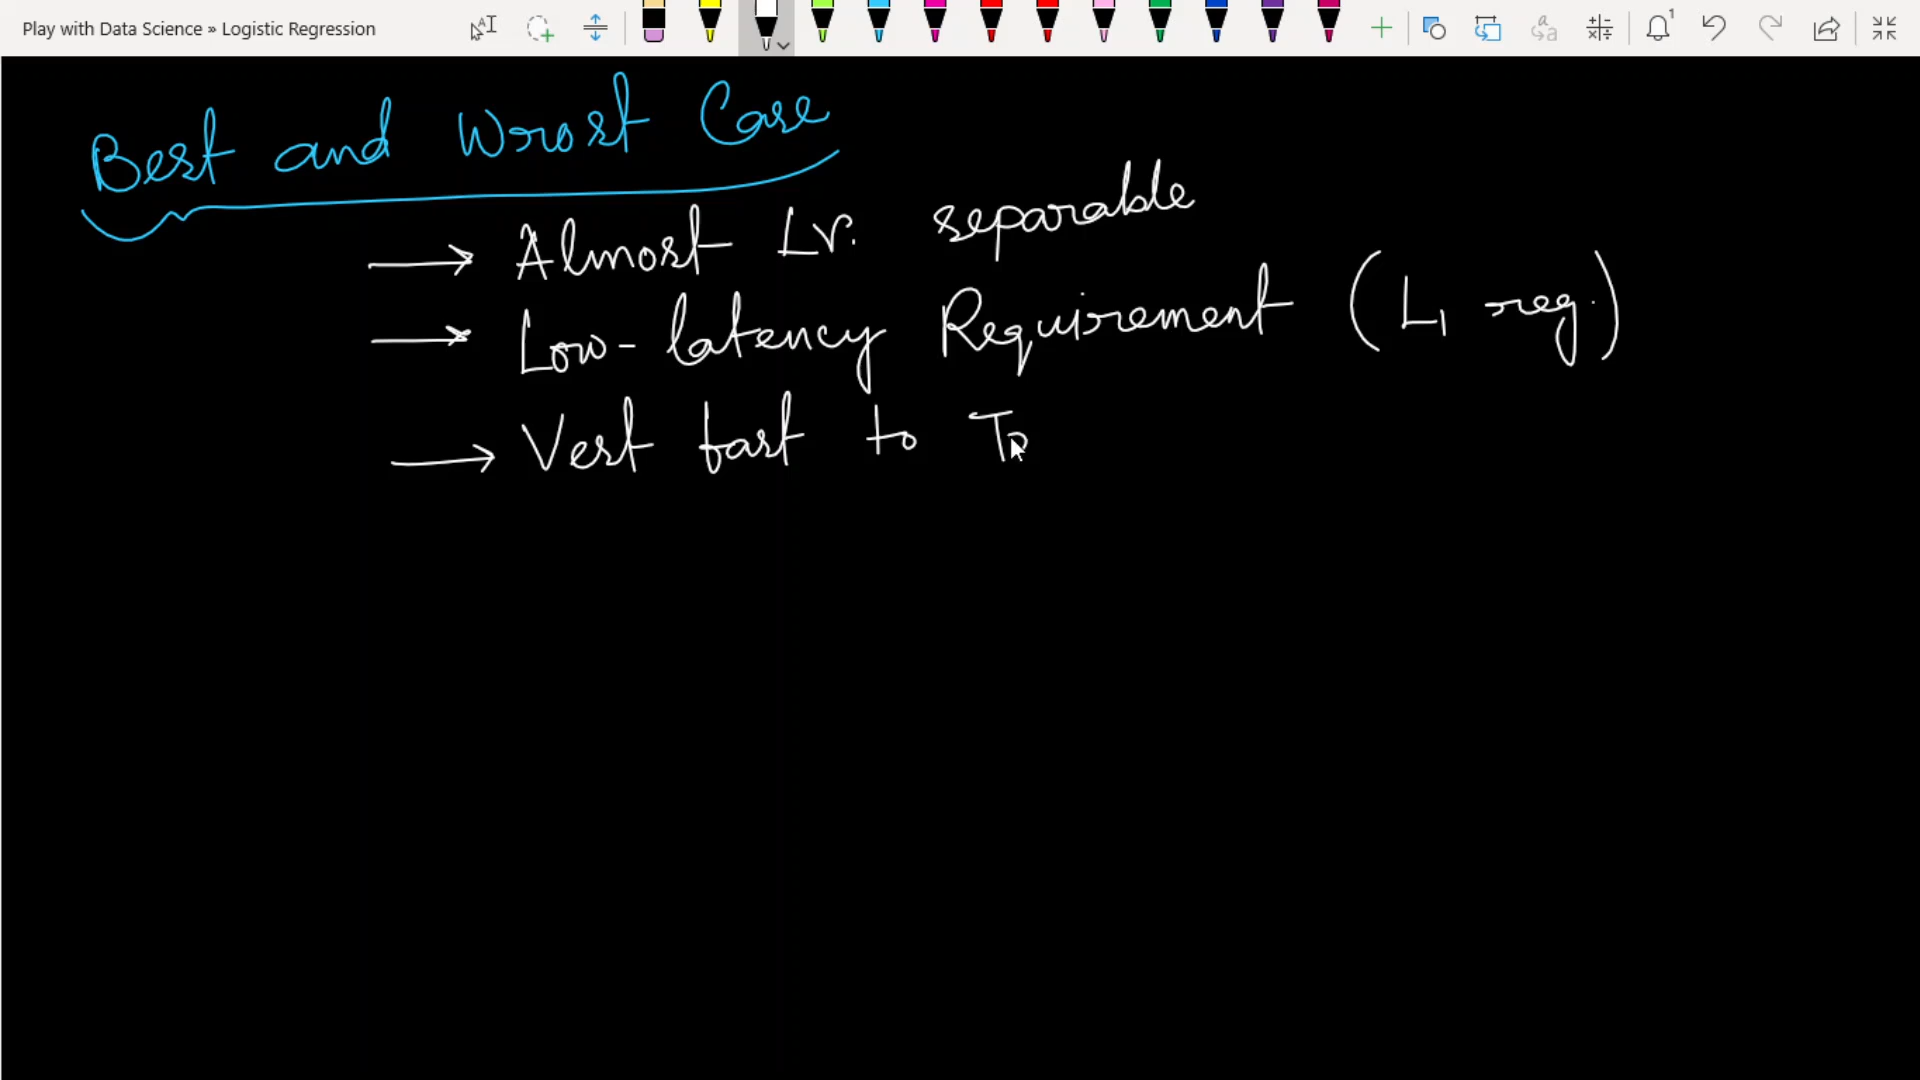 Play with Data Science » Logistic Regression
Best and Wrost Case
→ Almost Lr. separable
→ Low-latency Requirement (L1 reg.)
→ Vest fast to Tr